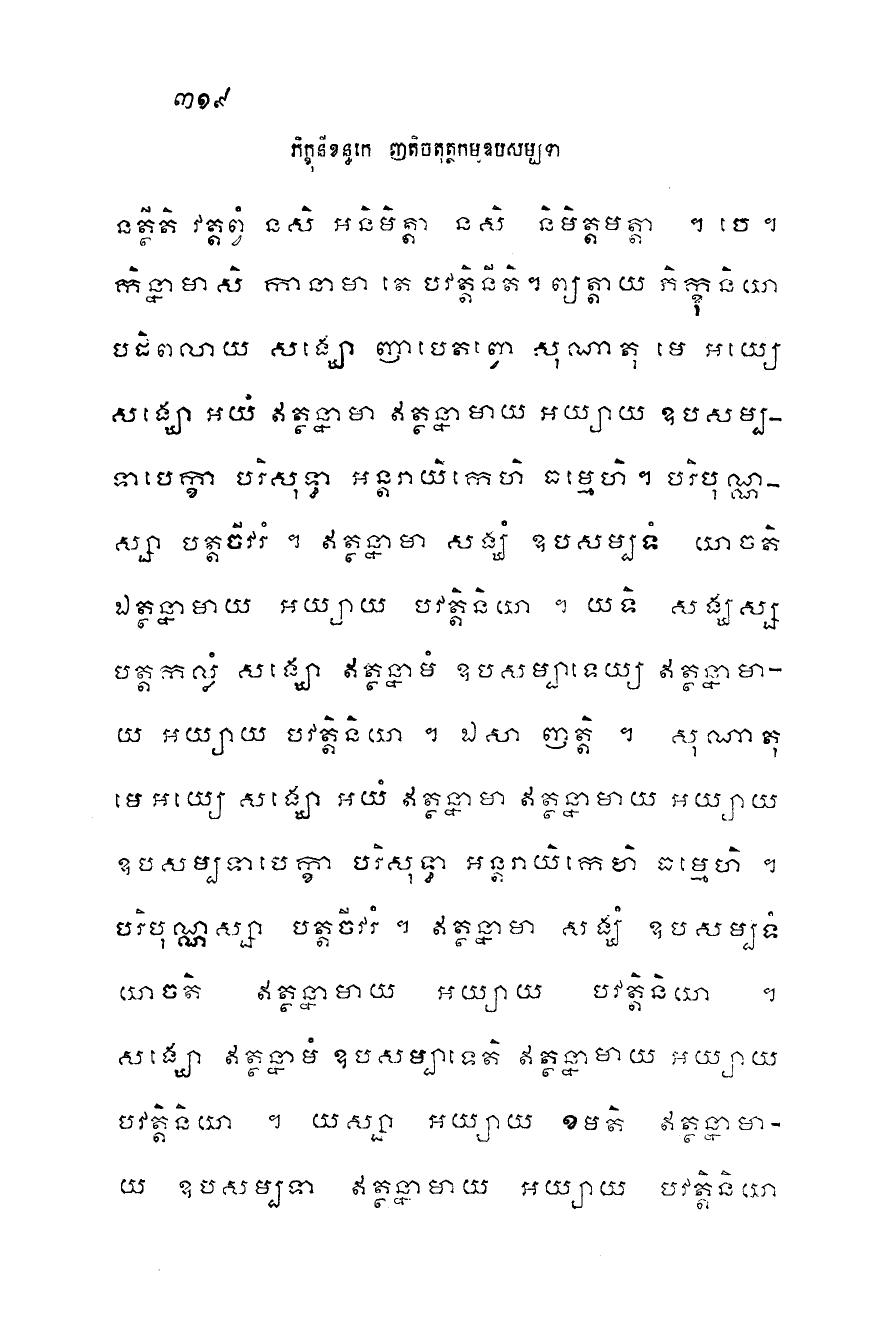 ៣១៩
ភិក្ខុនីខន្ធកេ ញតិចតុត្ថកម្មឧបសម្បទា
នត្ថីតិ វត្តព្វំ នសិ អនិមិត្តា នសិ និមិត្តមត្តា ។ បេ ។
កិន្នាមាសិ កានាមា តេ បវត្តិនីតិ។ ព្យត្តាយ ភិក្ខុនិយា
បដិពលាយ សង្ឃោ ញាបេតព្វោ សុណាតុ មេ អយ្យេ
សង្ឃោ អយំ ឥត្ថន្នាមា ឥត្ថន្នាមាយ អយ្យាយ ឧបសម្ប-
ទាបេក្ខា បរិសុទ្ធា អន្តរាយិកេហិ ធម្មេហិ ។ បរិបុណ្ណ-
ស្សា បត្តចីវរំ ។ ឥត្ថន្នាមា សង្ឃំ ឧបសម្បទំ យាចតិ
ឯត្ថន្នាមាយ អយ្យាយ បវត្តិនិយា ។ យទិ សង្ឃស្ស
បត្តកល្លំ សង្ឃោ ឥត្ថន្នាមំ ឧបសម្បាទេយ្យ ឥត្ថន្នាមា-
យ អយ្យាយ បវត្តិនិយា ។ ឯសា ញត្តិ ។ សុណាតុ
មេ អយ្យេ សង្ឃោ អយំ ឥត្ថន្នាមា ឥត្ថន្នាមាយ អយ្យាយ
ឧបសម្បទាបេក្ខា បរិសុទ្ធា អន្តរាយិកេហិ ធម្មេហិ ។
បរិបុណ្ណស្សា បត្តចីវរំ ។ ឥត្ថន្នាមា សង្ឃំ ឧបសម្បទំ
យាចតិ ឥត្ថន្នាមាយ អយ្យាយ បវត្តិនិយា ។
សង្ឃោ ឥត្ថន្នាមំ ឧបសម្បាទេតិ ឥត្ថន្នាមាយ អយ្យាយ
បវត្តិនិយា ។ យស្សា អយ្យាយ ខមតិ ឥត្ថន្នាមា-
យ ឧបសម្បទា ឥត្ថន្នាមាយ អយ្យាយ បវត្តិនិយា